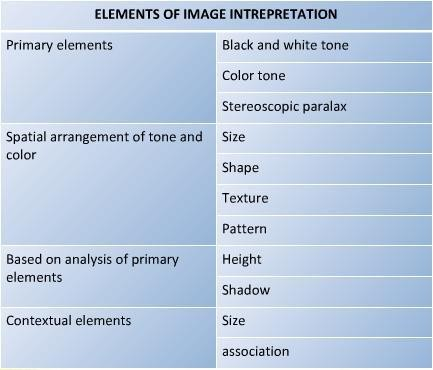 ELEMENTS OF IMAGE INTREPRETATION
Primary elements
Black and white tone
Color tone
Stereoscopic paralax
Spatial arrangement of tone and
color
Size
Shape
Texture
Pattern
Based on analysis of primary
elements
Height
Shadow
Contextual elements
Size
association